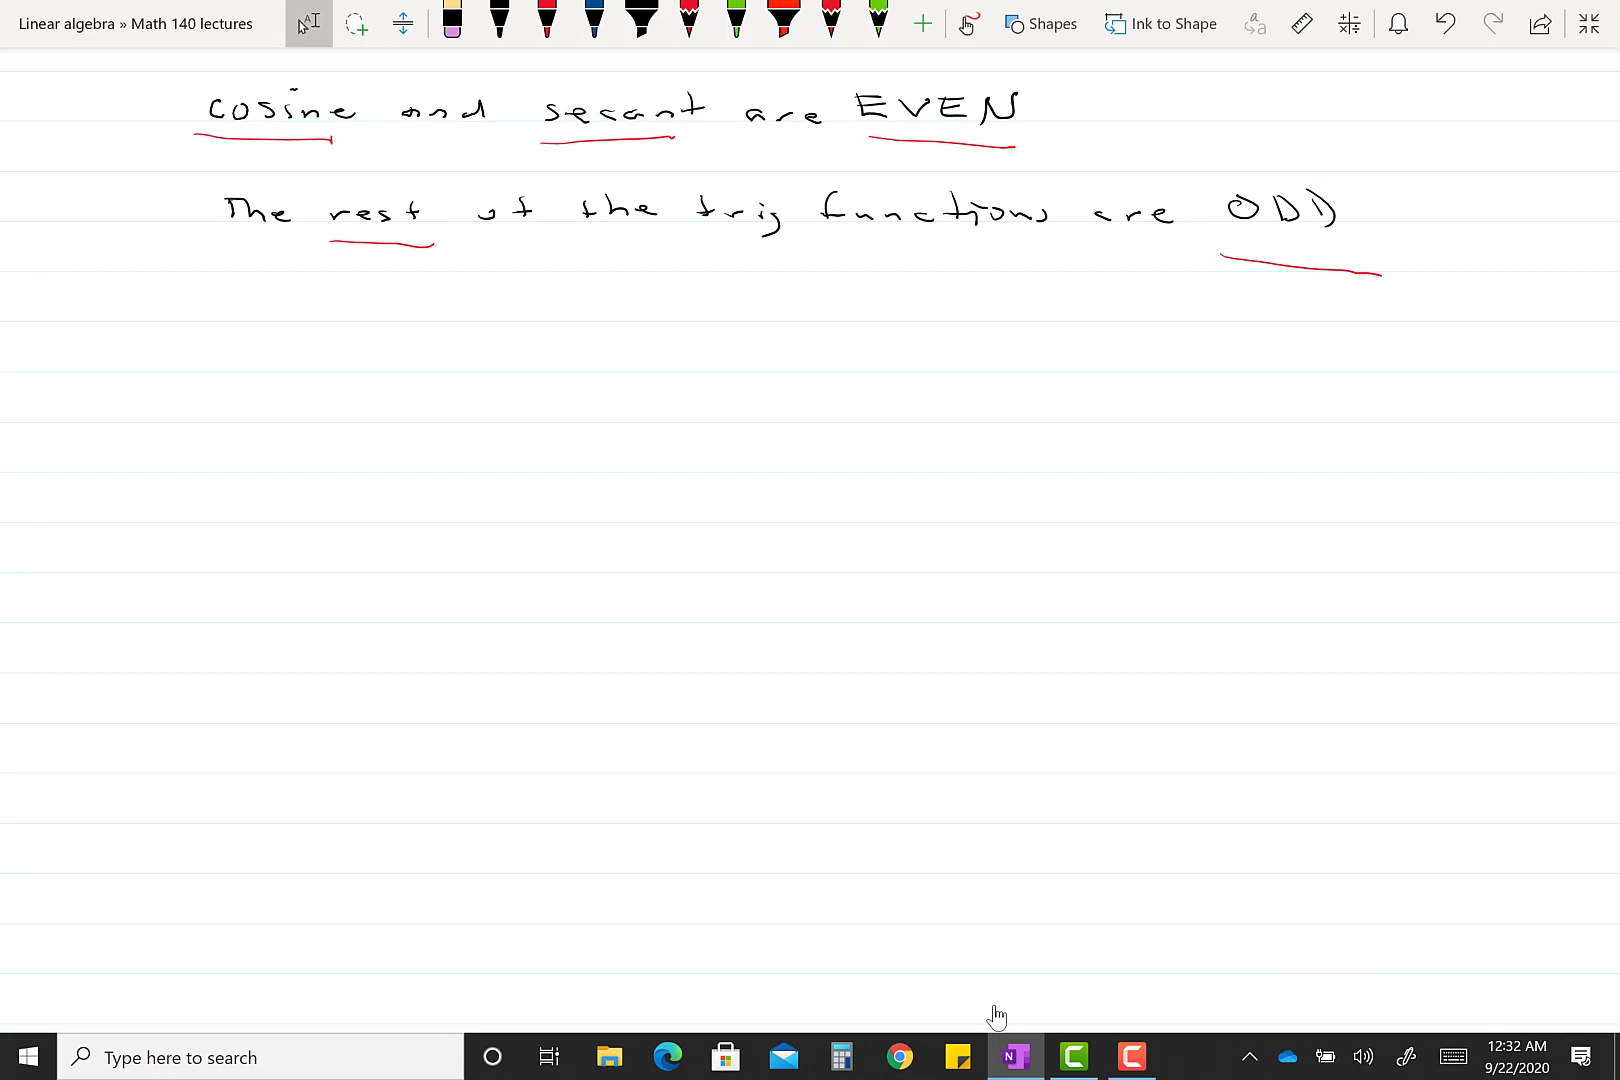 Linear algebra » Math 140 lectures
Shapes
Ink to Shape
cosine and secant are EVEN
The rest of the trig functions are ODD
Type here to search
12:32 AM
9/22/2020